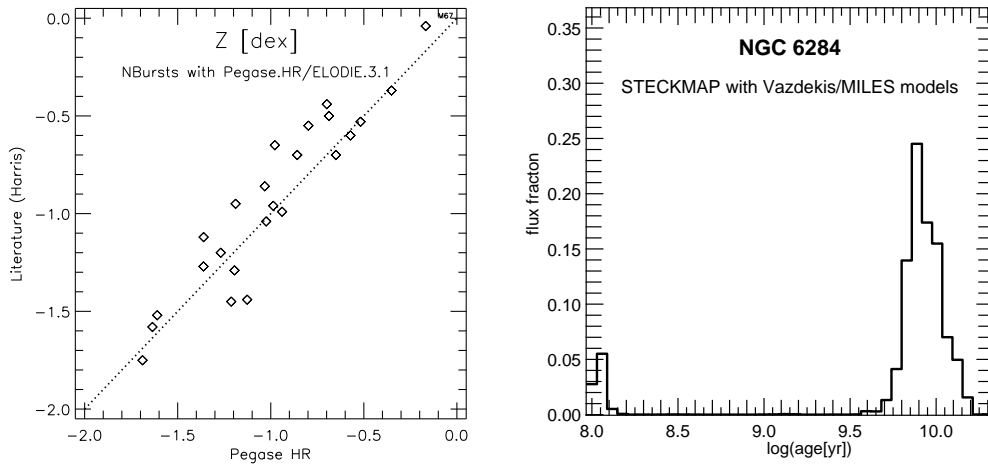 0.0
−0.5
−1.0
−1.5
−2.0
Literature (Harris)
Z [dex]
NBursts with Pegase.HR/ELODIE.3.1
M67
−2.0 −1.5 −1.0 −0.5 0.0
Pegase HR
0.35
0.30
0.25
0.20
0.15
0.10
0.05
0.00
flux fracton
NGC 6284
STECKMAP with Vazdekis/MILES models
8.0 8.5 9.0 9.5 10.0
log(age[yr])